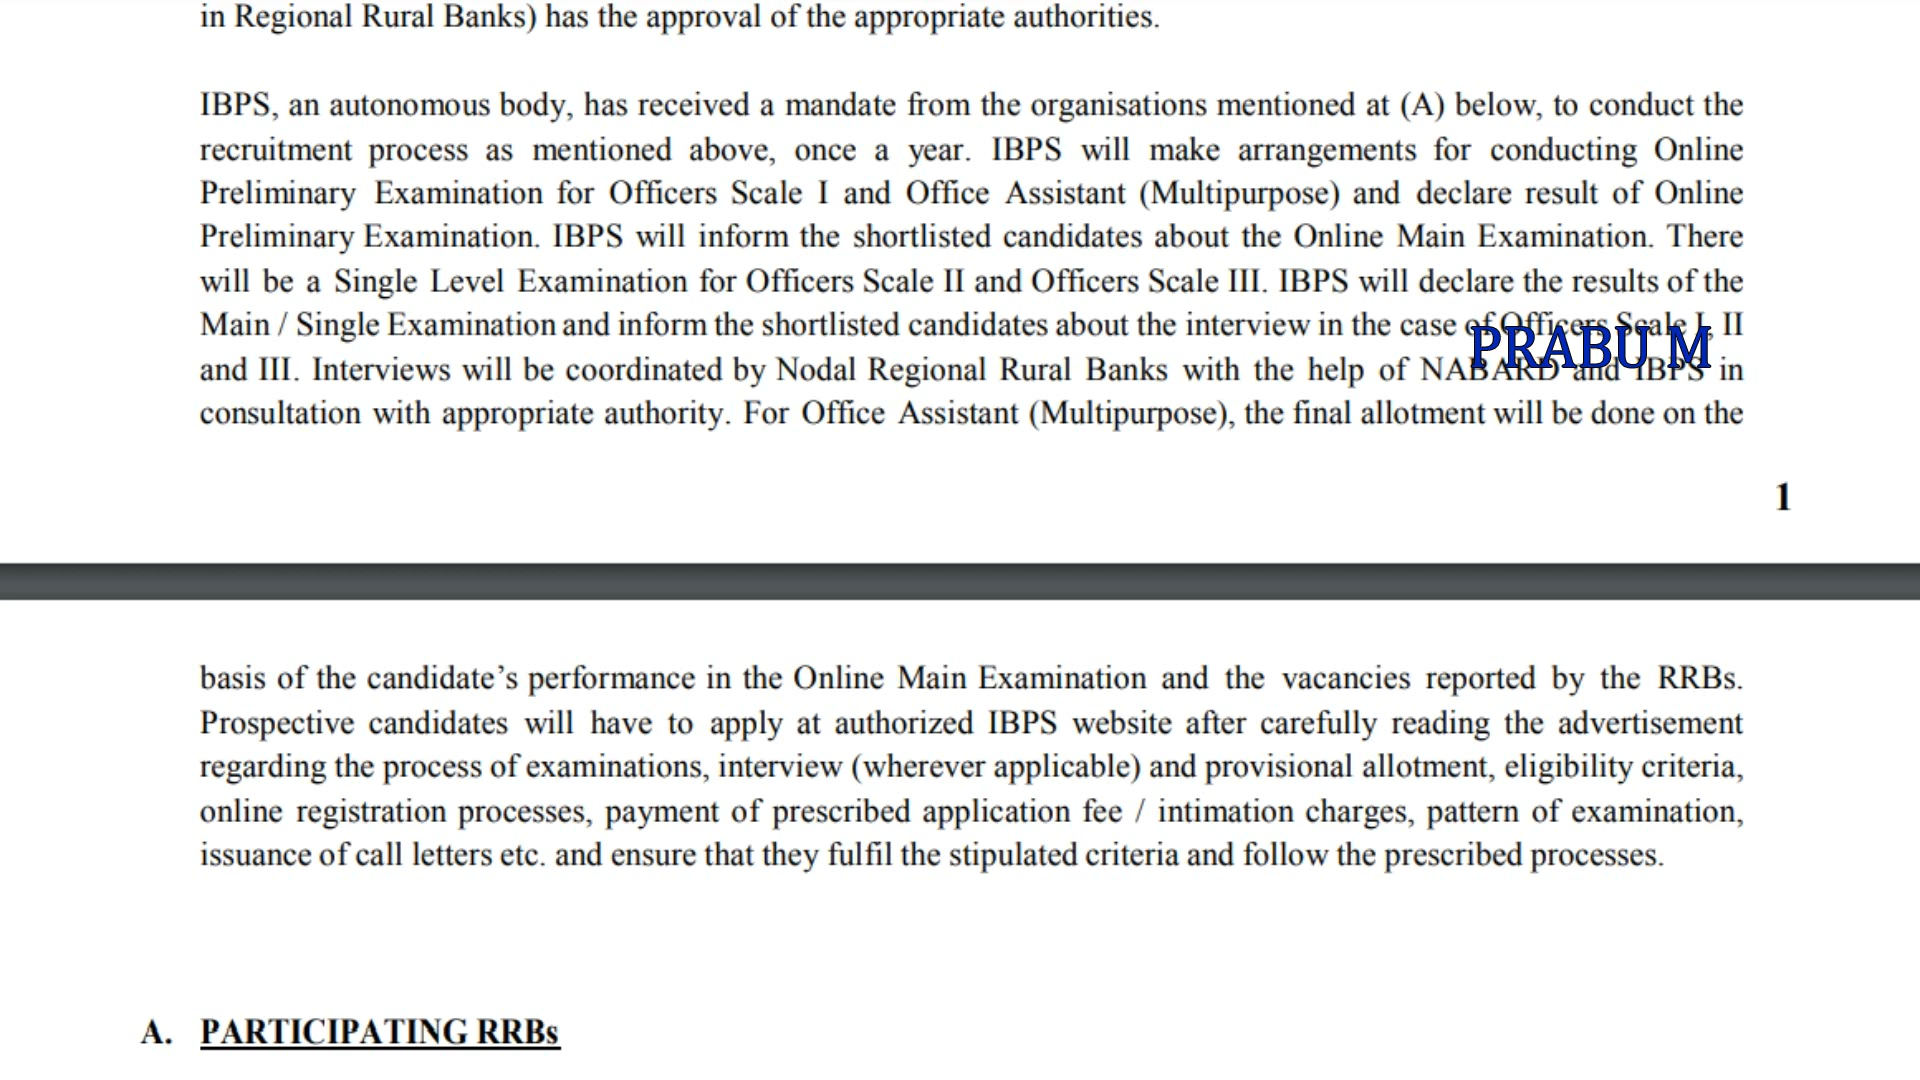 in Regional Rural Banks) has the approval of the appropriate authorities.
IBPS, an autonomous body, has received a mandate from the organisations mentioned at (A) below, to conduct the
recruitment process as mentioned above, once a year. IBPS will make arrangements for conducting Online
Preliminary Examination for Officers Scale I and Office Assistant (Multipurpose) and declare result of Online
Preliminary Examination. IBPS will inform the shortlisted candidates about the Online Main Examination. There
will be a Single Level Examination for Officers Scale II and Officers Scale III. IBPS will declare the results of the
Main / Single Examination and inform the shortlisted candidates about the interview in the case of Officers Scale I, II
PRABU M
and III. Interviews will be coordinated by Nodal Regional Rural Banks with the help of NABARD and IBPS in
consultation with appropriate authority. For Office Assistant (Multipurpose), the final allotment will be done on the
1
basis of the candidate’s performance in the Online Main Examination and the vacancies reported by the RRBs.
Prospective candidates will have to apply at authorized IBPS website after carefully reading the advertisement
regarding the process of examinations, interview (wherever applicable) and provisional allotment, eligibility criteria,
online registration processes, payment of prescribed application fee / intimation charges, pattern of examination,
issuance of call letters etc. and ensure that they fulfil the stipulated criteria and follow the prescribed processes.
A. PARTICIPATING RRBs